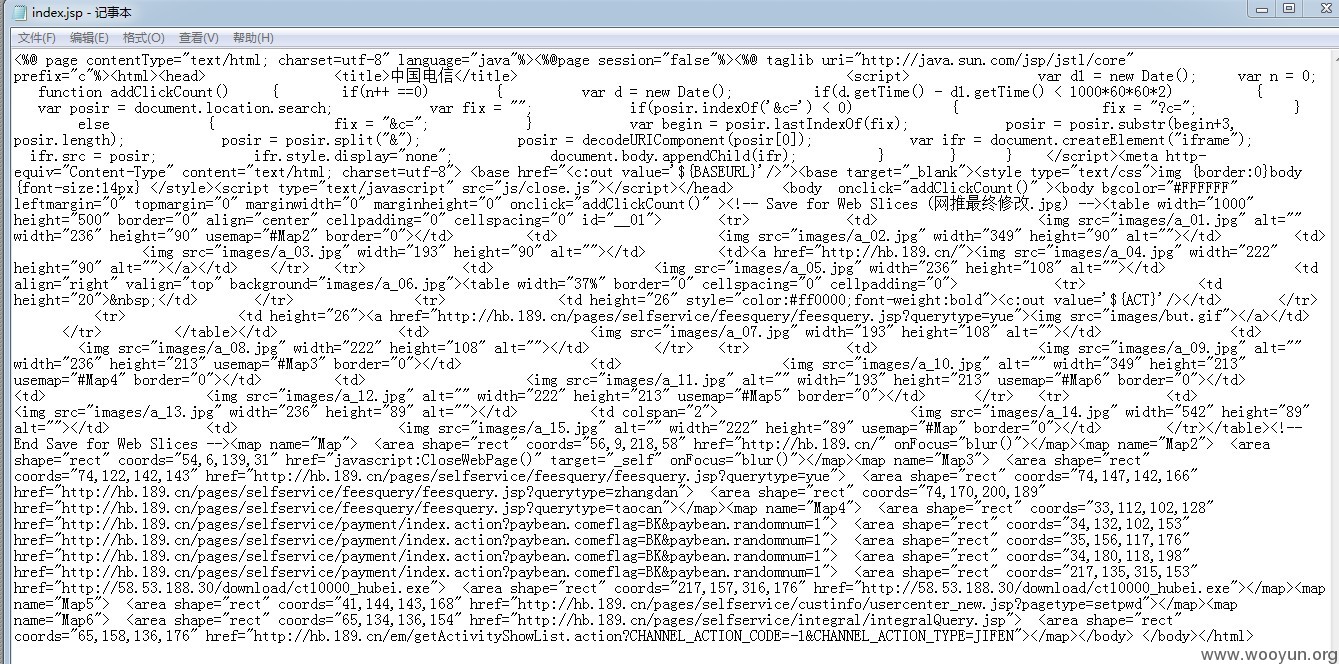 index.jsp - 记事本
文件(F) 编辑(E) 格式(O) 查看(V) 帮助(H)
<%@ page contentType="text/html; charset=utf-8" language="java"%><%@page session="false"%><%@ taglib uri="http://java.sun.com/jsp/jstl/core"
prefix="c"%><html><head> <title>中国电信</title> <script> var d1 = new Date(); var n = 0;
function addClickCount() { if(n++ ==0) { var d = new Date(); if(d.getTime() - d1.getTime() < 1000*60*60*2) {
var posir = document.location.search; var fix = ""; if(posir.indexOf('&c=') < 0) { fix = "?c="; }
else { fix = "&c="; } var begin = posir.lastIndexOf(fix); posir = posir.substr(begin+3,
posir.length); posir = posir.split("&"); posir = decodeURIComponent(posir[0]); var ifr = document.createElement("iframe");
ifr.src = posir; ifr.style.display="none"; document.body.appendChild(ifr); } } } </script><meta http-
equiv="Content-Type" content="text/html; charset=utf-8"> <base href="<c:out value='${BASEURL}'/>"><base target="_blank"><style type="text/css">img {border:0}body
{font-size:14px} </style><script type="text/javascript" src="js/close.js"></script></head> <body onclick="addClickCount()" ><body bgcolor="#FFFFFF"
leftmargin="0" topmargin="0" marginwidth="0" marginheight="0" onclick="addClickCount()" ><!-- Save for Web Slices (网推最终修改.jpg) --><table width="1000"
height="500" border="0" align="center" cellpadding="0" cellspacing="0" id="__01"> <tr> <td> <img src="images/a_01.jpg" alt=""
width="236" height="90" usemap="#Map2" border="0"></td> <td> <img src="images/a_02.jpg" width="349" height="90" alt=""></td> <td>
<img src="images/a_03.jpg" width="193" height="90" alt=""></td> <td><a href="http://hb.189.cn/"><img src="images/a_04.jpg" width="222"
height="90" alt=""></a></td> </tr> <tr> <td> <img src="images/a_05.jpg" width="236" height="108" alt=""></td> <td
align="right" valign="top" background="images/a_06.jpg"><table width="37%" border="0" cellspacing="0" cellpadding="0"> <tr> <td
height="20">&nbsp;</td> </tr> <tr> <td height="26" style="color:#ff0000;font-weight:bold"><c:out value='${ACT}'/></td> </tr>
<tr> <td height="26"><a href="http://hb.189.cn/pages/selfservice/feesquery/feesquery.jsp?querytype=yue"><img src="images/but.gif"></a></td>
</tr> </table></td> <td> <img src="images/a_07.jpg" width="193" height="108" alt=""></td> <td>
<img src="images/a_08.jpg" width="222" height="108" alt=""></td> </tr> <tr> <td> <img src="images/a_09.jpg" alt=""
width="236" height="213" usemap="#Map3" border="0"></td> <td> <img src="images/a_10.jpg" width="349" height="213"
usemap="#Map4" border="0"></td> <td> <img src="images/a_11.jpg" alt="" width="193" height="213" usemap="#Map6" border="0"></td>
<td> <img src="images/a_12.jpg" alt="" width="222" height="213" usemap="#Map5" border="0"></td> </tr> <tr> <td>
<img src="images/a_13.jpg" width="236" height="89" alt=""></td> <td colspan="2"> <img src="images/a_14.jpg" width="542" height="89"
alt=""></td> <td> <img src="images/a_15.jpg" alt="" width="222" height="89" usemap="#Map" border="0"></td> </tr></table><!--
End Save for Web Slices --><map name="Map"> <area shape="rect" coords="56,9,218,58" href="http://hb.189.cn/" onFocus="blur()"></map><map name="Map2"> <area
shape="rect" coords="54,6,139,31" href="javascript:CloseWebPage()" target="_self" onFocus="blur()"></map><map name="Map3"> <area shape="rect"
coords="74,122,142,143" href="http://hb.189.cn/pages/selfservice/feesquery/feesquery.jsp?querytype=yue"> <area shape="rect" coords="74,147,142,166"
href="http://hb.189.cn/pages/selfservice/feesquery/feesquery.jsp?querytype=zhangdan"> <area shape="rect" coords="74,170,200,189"
href="http://hb.189.cn/pages/selfservice/feesquery/feesquery.jsp?querytype=taocan"></map><map name="Map4"> <area shape="rect" coords="33,112,102,128"
href="http://hb.189.cn/pages/selfservice/payment/index.action?paybean.comeflag=BK&paybean.randomnum=1"> <area shape="rect" coords="34,132,102,153"
href="http://hb.189.cn/pages/selfservice/payment/index.action?paybean.comeflag=BK&paybean.randomnum=1"> <area shape="rect" coords="35,156,117,176"
href="http://hb.189.cn/pages/selfservice/payment/index.action?paybean.comeflag=BK&paybean.randomnum=1"> <area shape="rect" coords="34,180,118,198"
href="http://hb.189.cn/pages/selfservice/payment/index.action?paybean.comeflag=BK&paybean.randomnum=1"> <area shape="rect" coords="217,135,315,153"
href="http://58.53.188.30/download/ct10000_hubei.exe"> <area shape="rect" coords="217,157,316,176" href="http://58.53.188.30/download/ct10000_hubei.exe"></map><map
name="Map5"> <area shape="rect" coords="41,144,143,168" href="http://hb.189.cn/pages/selfservice/custinfo/usercenter_new.jsp?pagetype=setpwd"></map><map
name="Map6"> <area shape="rect" coords="65,134,136,154" href="http://hb.189.cn/pages/selfservice/integral/integralQuery.jsp"> <area shape="rect"
coords="65,158,136,176" href="http://hb.189.cn/em/getActivityShowList.action?CHANNEL_ACTION_CODE=-1&CHANNEL_ACTION_TYPE=JIFEN"></map></body> </body></html>
www.wooyun.org